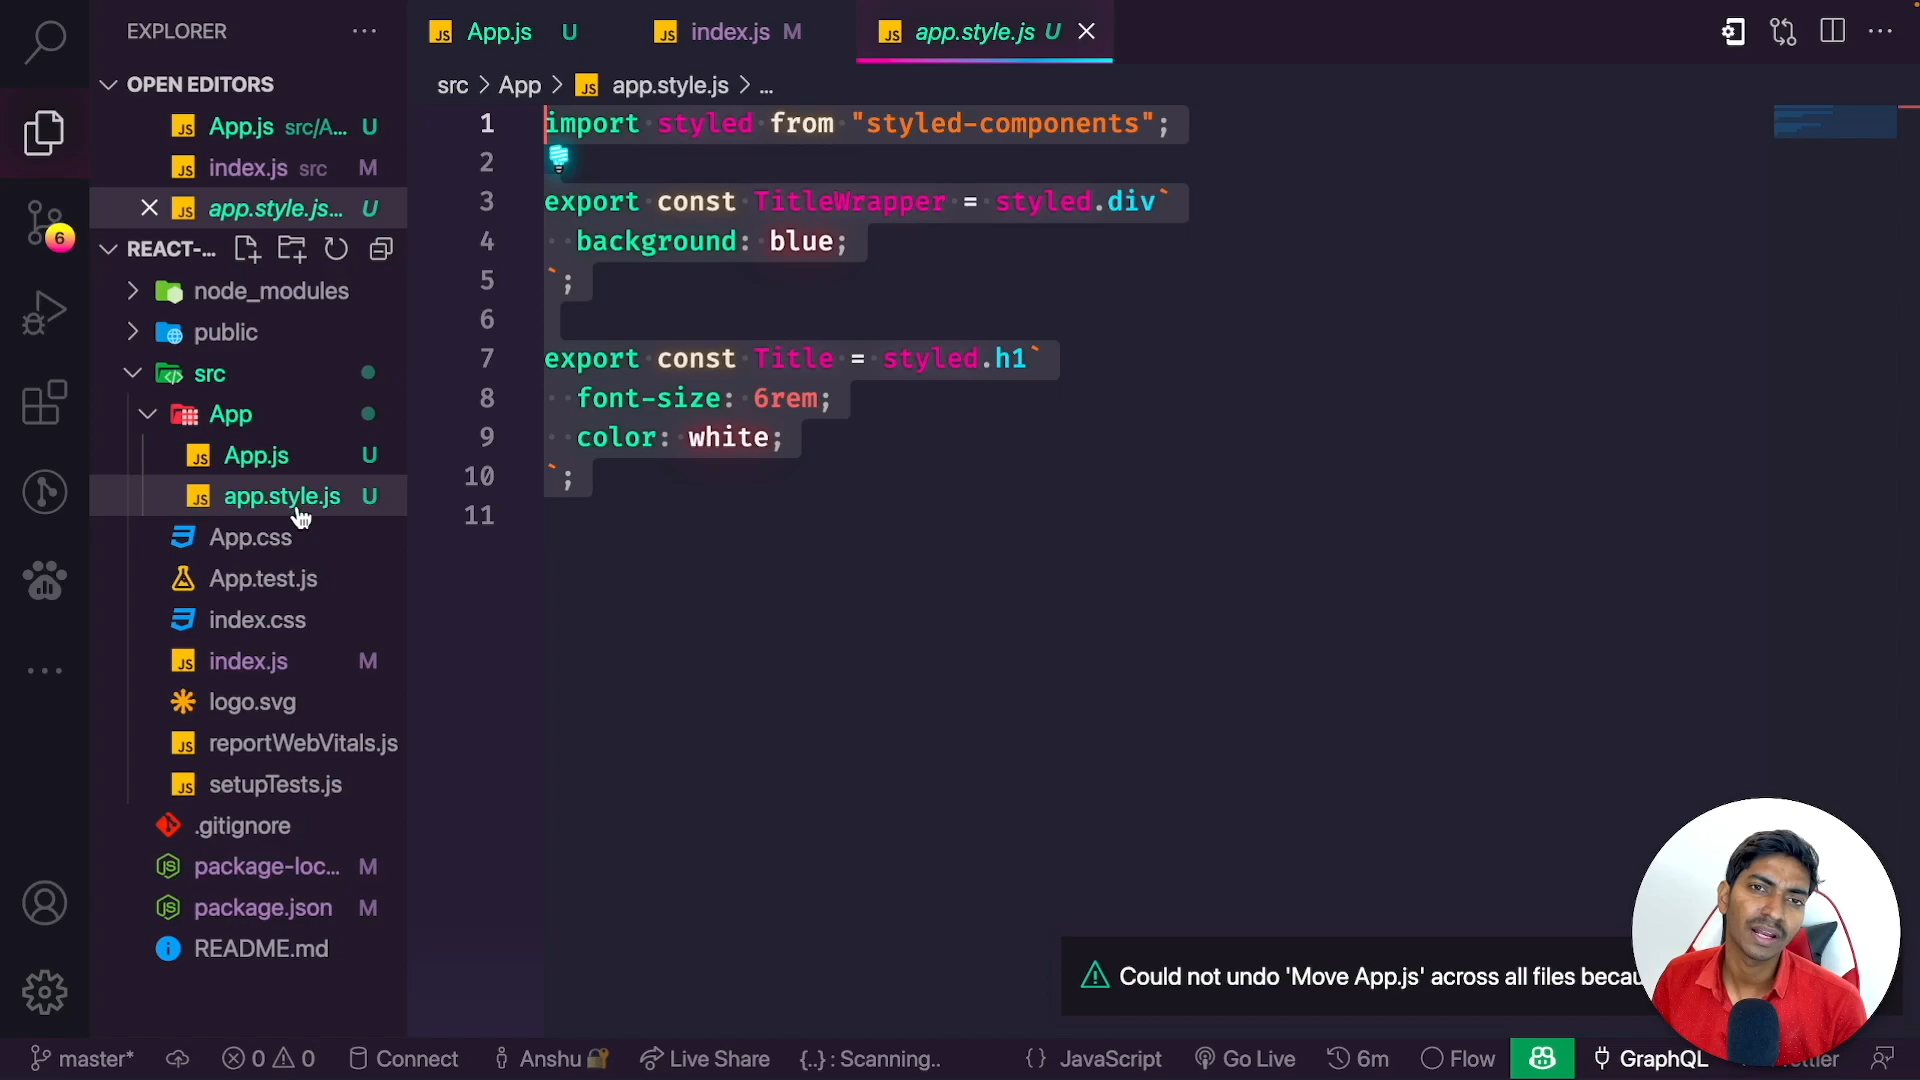 EXPLORER
App.js U
index.js M
app.style.js U
OPEN EDITORS
App.js src/A... U
index.js src M
app.style.js... U
REACT-...
node_modules
public
src
App
App.js U
app.style.js U
App.css
App.test.js
index.css
index.js M
logo.svg
reportWebVitals.js
setupTests.js
.gitignore
package-loc... M
package.json M
README.md
6
src > App > JS app.style.js > ...
1 import styled from "styled-components";
2
3 export const TitleWrapper = styled.div`
4 background: blue;
5 `;
6
7 export const Title = styled.h1`
8 font-size: 6rem;
9 color: white;
10 `;
11
Could not undo 'Move App.js' across all files becau
master* 0 0 Connect Anshu Live Share {..}: Scanning.. {} JavaScript Go Live 6m Flow GraphQL